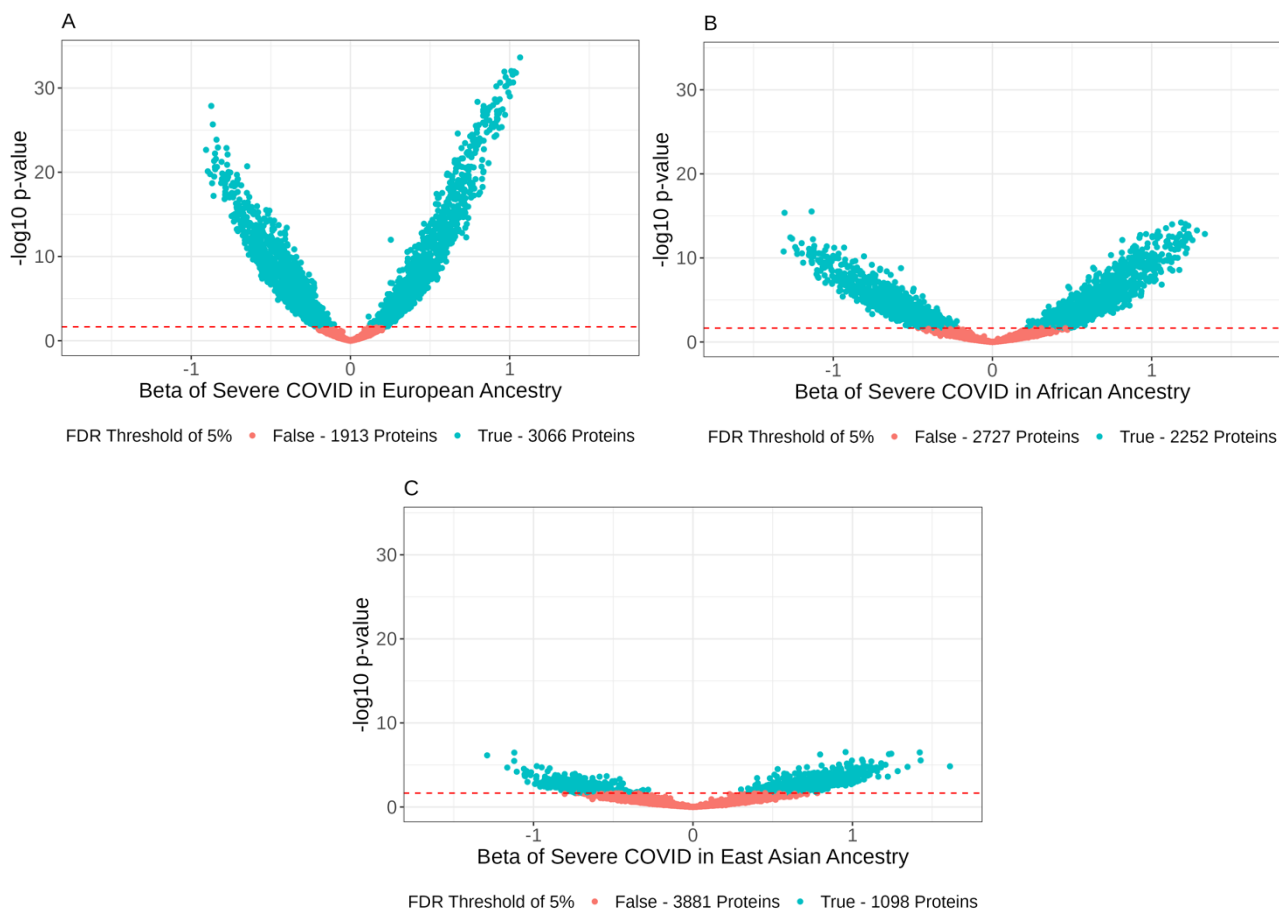 A
-log10 p-value
30
20
10
0
-1
0
1
Beta of Severe COVID in European Ancestry
FDR Threshold of 5% False - 1913 Proteins True - 3066 Proteins
B
-log10 p-value
30
20
10
0
-1
0
1
Beta of Severe COVID in African Ancestry
FDR Threshold of 5% False - 2727 Proteins True - 2252 Proteins
C
-log10 p-value
30
20
10
0
-1
0
1
Beta of Severe COVID in East Asian Ancestry
FDR Threshold of 5% False - 3881 Proteins True - 1098 Proteins